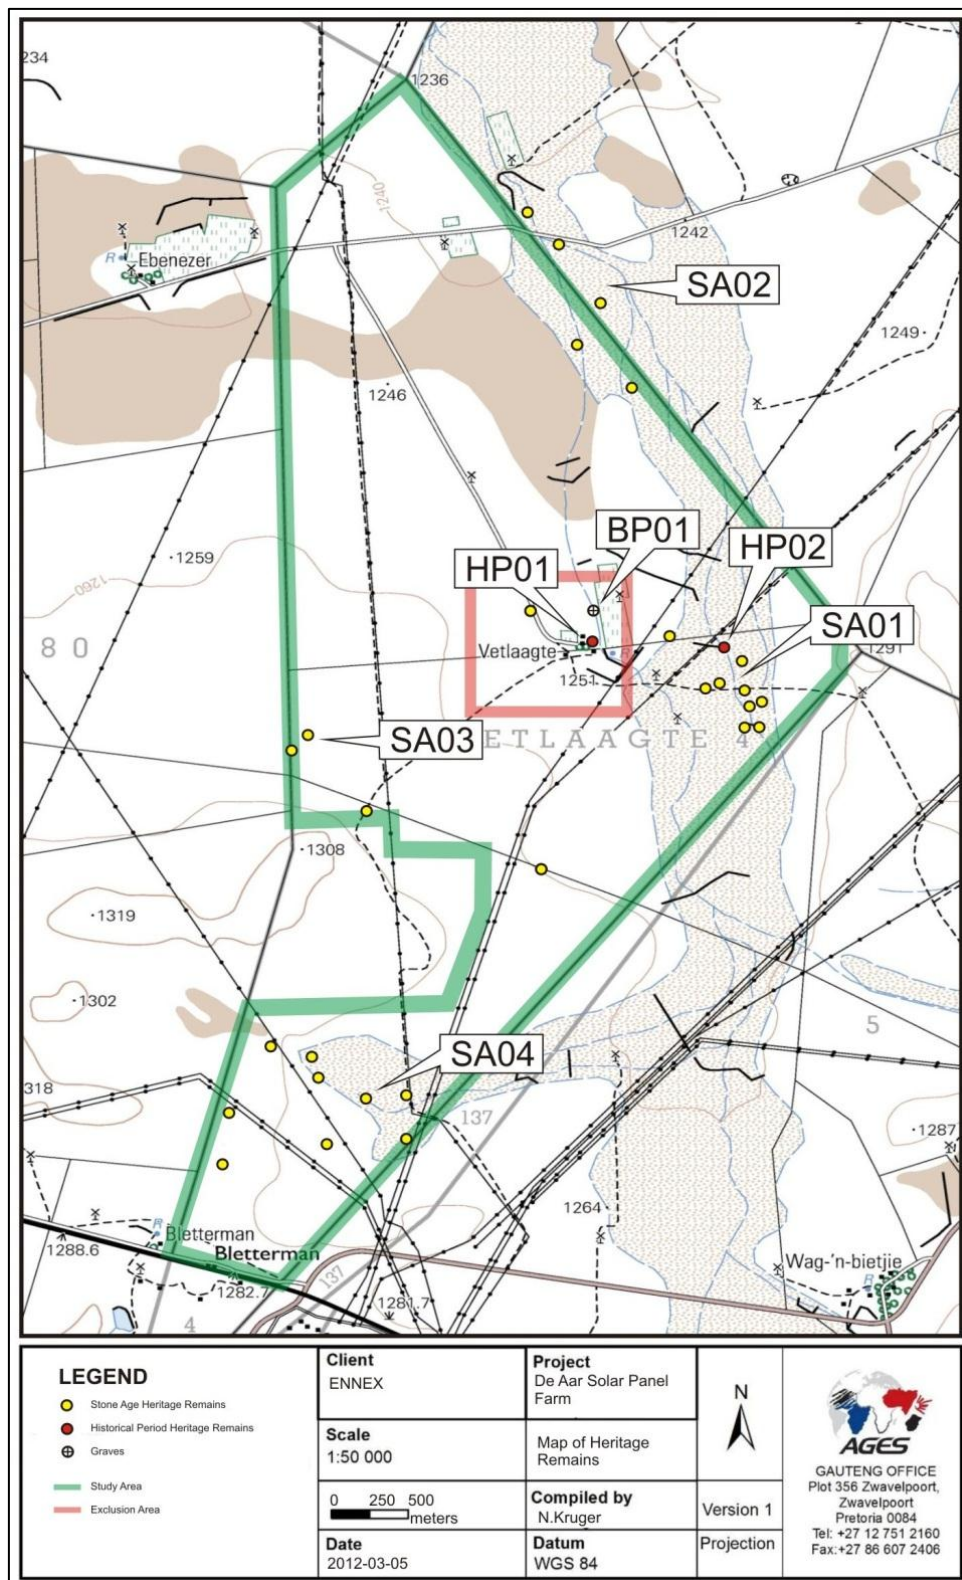 234
1236
1240
1242
Ebenezer
R
SA02
1249
1246
1259
1260
BP01
HP01
HP02
SA01
80
Vetlaagte
R
1251
1291
SA03
ETLAAGTE 4
1308
1319
1302
5
SA04
318
137
1287
1264
R
Bletterman
Bletterman
1288.6
1282.7
137
1281.7
Wag-'n-bietjie
R
4
LEGEND
Stone Age Heritage Remains
Historical Period Heritage Remains
Graves
Study Area
Exclusion Area
Client
ENNEX
Project
De Aar Solar Panel
Farm
Scale
1:50 000
Map of Heritage
Remains
0 250 500
meters
Compiled by
N.Kruger
Date
2012-03-05
Datum
WGS 84
N
Version 1
Projection
AGES
GAUTENG OFFICE
Plot 356 Zwavelpoort,
Zwavelpoort
Pretoria 0084
Tel: +27 12 751 2160
Fax:+27 86 607 2406